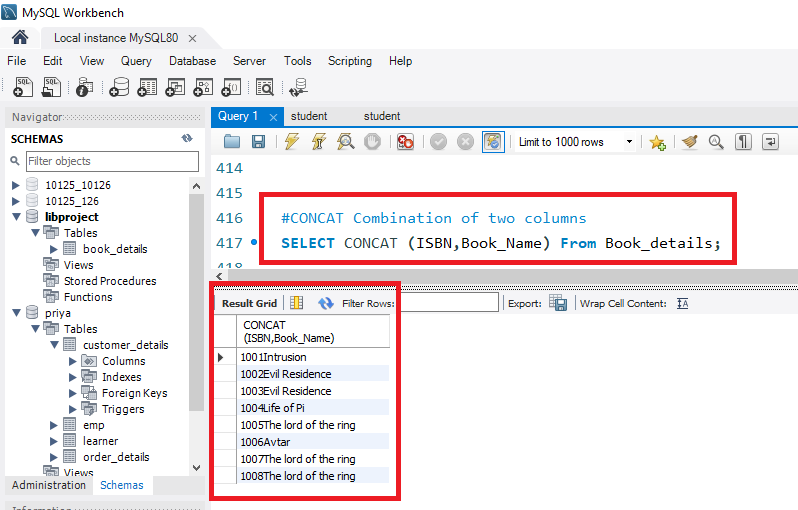 MySQL Workbench
Local instance MySQL80
File Edit View Query Database Server Tools Scripting Help
Navigator
SCHEMAS
Filter objects
10125_10126
10125_126
libproject
Tables
book_details
Views
Stored Procedures
Functions
priya
Tables
customer_details
Columns
Indexes
Foreign Keys
Triggers
emp
learner
order_details
Views
Administration Schemas
Information
Query 1 student student
Limit to 1000 rows
414
415
416 #CONCAT Combination of two columns
417 SELECT CONCAT (ISBN,Book_Name) From Book_details;
418
Result Grid Filter Rows: Export: Wrap Cell Content:
CONCAT
(ISBN,Book_Name)
1001Intrusion
1002Evil Residence
1003Evil Residence
1004Life of Pi
1005The lord of the ring
1006Avtar
1007The lord of the ring
1008The lord of the ring